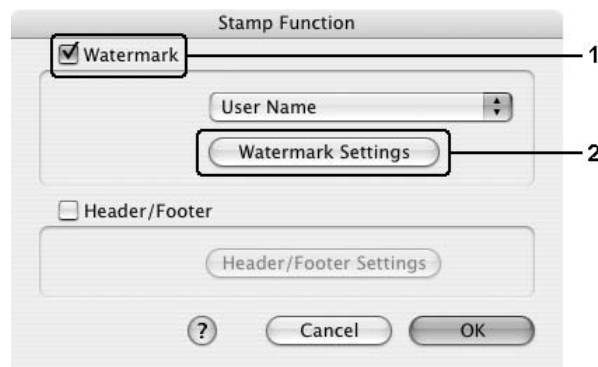 Stamp Function
Watermark
1
User Name
Watermark Settings
2
Header/Footer
Header/Footer Settings
?
Cancel
OK